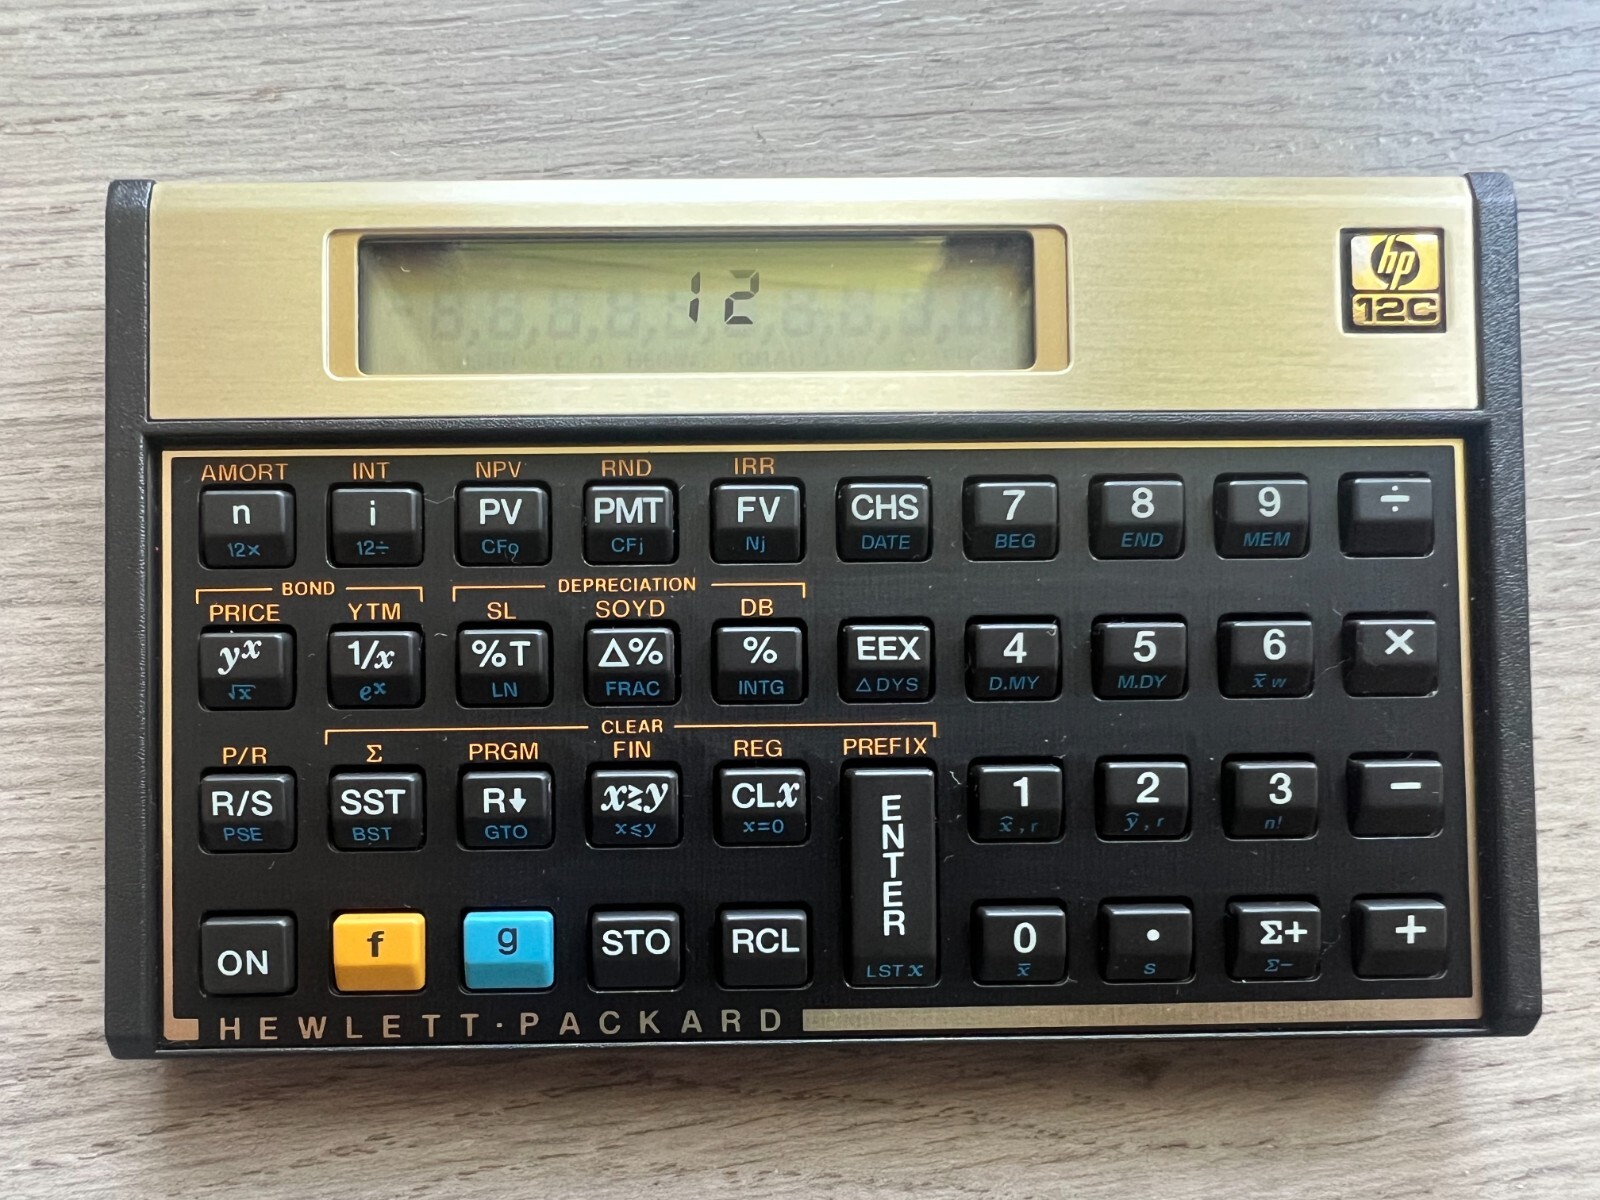 12
hp
12C
AMORT INT NPV RND IRR
n i PV PMT FV CHS 7 8 9 ÷
12× 12÷ CFo CFj Nj DATE BEG END MEM
BOND DEPRECIATION
PRICE YTM SL SOYD DB
yˣ 1/x %T Δ% % EEX 4 5 6 ×
√x eˣ LN FRAC INTG ΔDYS D.MY M.DY x̄w
CLEAR
P/R Σ PRGM FIN REG PREFIX
R/S SST R↓ x≷y CLx ENTER 1 2 3 −
PSE BST GTO x≤y x=0 x̂,r ŷ,r n!
ON f g STO RCL 0 • Σ+ +
LST x x̄ s Σ−
HEWLETT·PACKARD